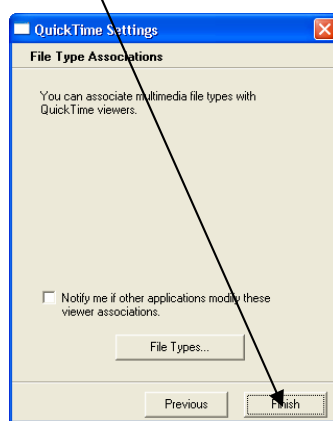 QuickTime Settings
File Type Associations
You can associate multimedia file types with
QuickTime viewers.
Notify me if other applications modify these
viewer associations.
File Types...
Previous
Finish